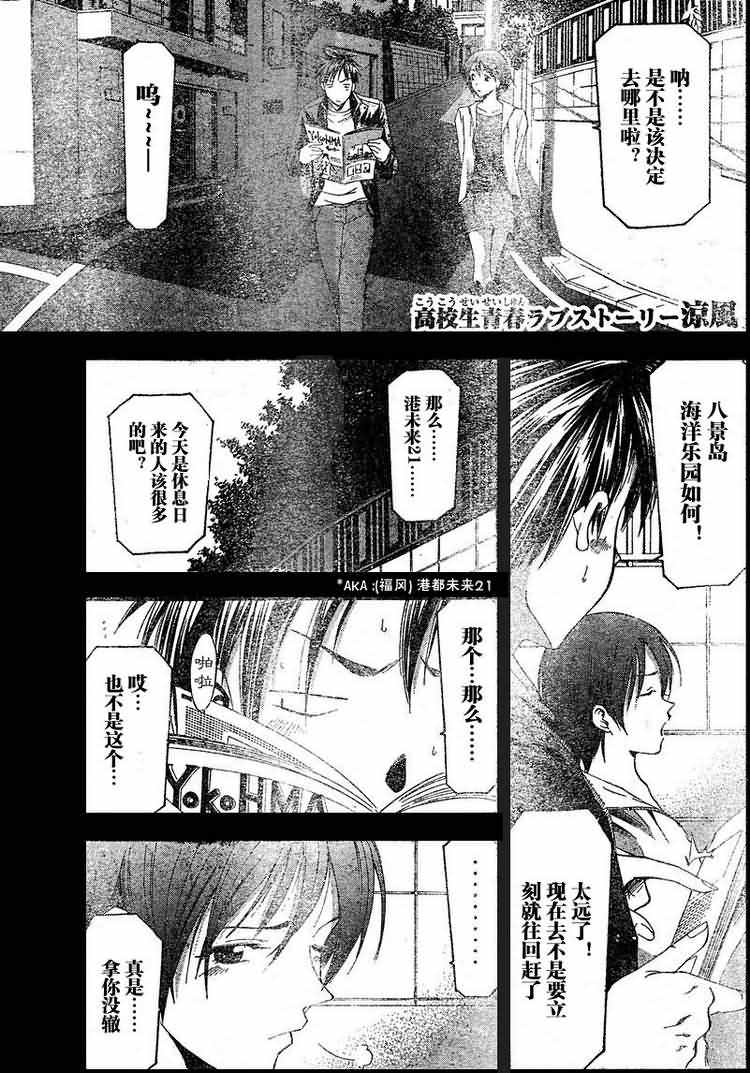 呐……
是不是该决定
去哪里啦？
呜~~~——
YokoHMA
こうこうせいせいしゅん
高校生青春ラブストーリー涼風
八景岛
海洋乐园如何！
太远了！
现在去不是要立
刻就往回赶了
那么……
港未来21……
今天是休息日
来的人该很多
的吧？
*AKA :(福冈) 港都未来21
那个…那么……
啪啦
哎…
也不是这个……
YokoHMA
………
真是……
拿你没辙